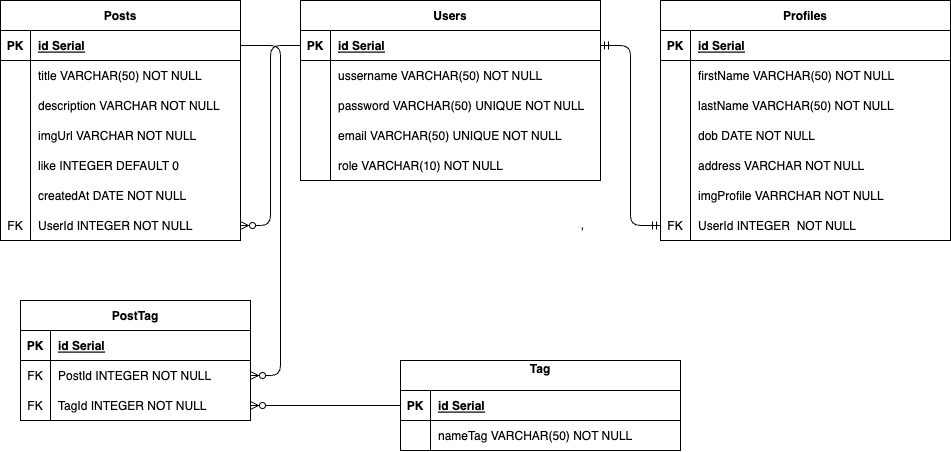 Posts
PK id Serial
title VARCHAR(50) NOT NULL
description VARCHAR NOT NULL
imgUrl VARCHAR NOT NULL
like INTEGER DEFAULT 0
createdAt DATE NOT NULL
FK UserId INTEGER NOT NULL
Users
PK id Serial
ussername VARCHAR(50) NOT NULL
password VARCHAR(50) UNIQUE NOT NULL
email VARCHAR(50) UNIQUE NOT NULL
role VARCHAR(10) NOT NULL
Profiles
PK id Serial
firstName VARCHAR(50) NOT NULL
lastName VARCHAR(50) NOT NULL
dob DATE NOT NULL
address VARCHAR NOT NULL
imgProfile VARRCHAR NOT NULL
FK UserId INTEGER  NOT NULL
,
PostTag
PK id Serial
FK PostId INTEGER NOT NULL
FK TagId INTEGER NOT NULL
Tag
PK id Serial
nameTag VARCHAR(50) NOT NULL